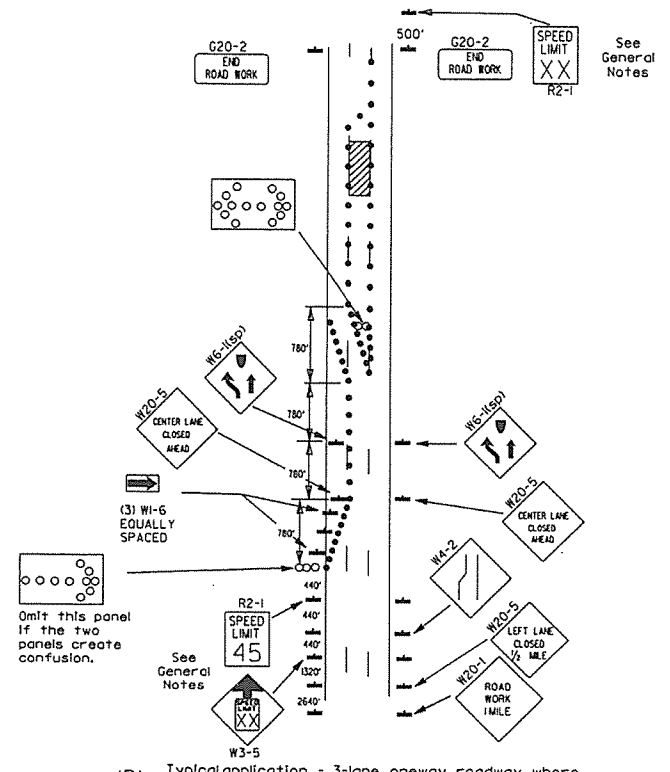 500'
G20-2
END
ROAD WORK
G20-2
END
ROAD WORK
SPEED
LIMIT
XX
R2-1
See
General
Notes
780'
W6-1(sp)
780'
W20-5
CENTER LANE
CLOSED
AHEAD
W6-1(sp)
780'
(3) W1-6
EQUALLY
SPACED
W20-5
CENTER LANE
CLOSED
AHEAD
780'
Omit this panel
if the two
panels create
confusion.
440'
R2-1
SPEED
LIMIT
45
440'
440'
1320'
2640'
W4-2
W20-5
LEFT LANE
CLOSED
1/2 MILE
See
General
Notes
SPEED
LIMIT
XX
W3-5
W20-1
ROAD
WORK
1 MILE
Typical application - 3-lane oneway roadway where